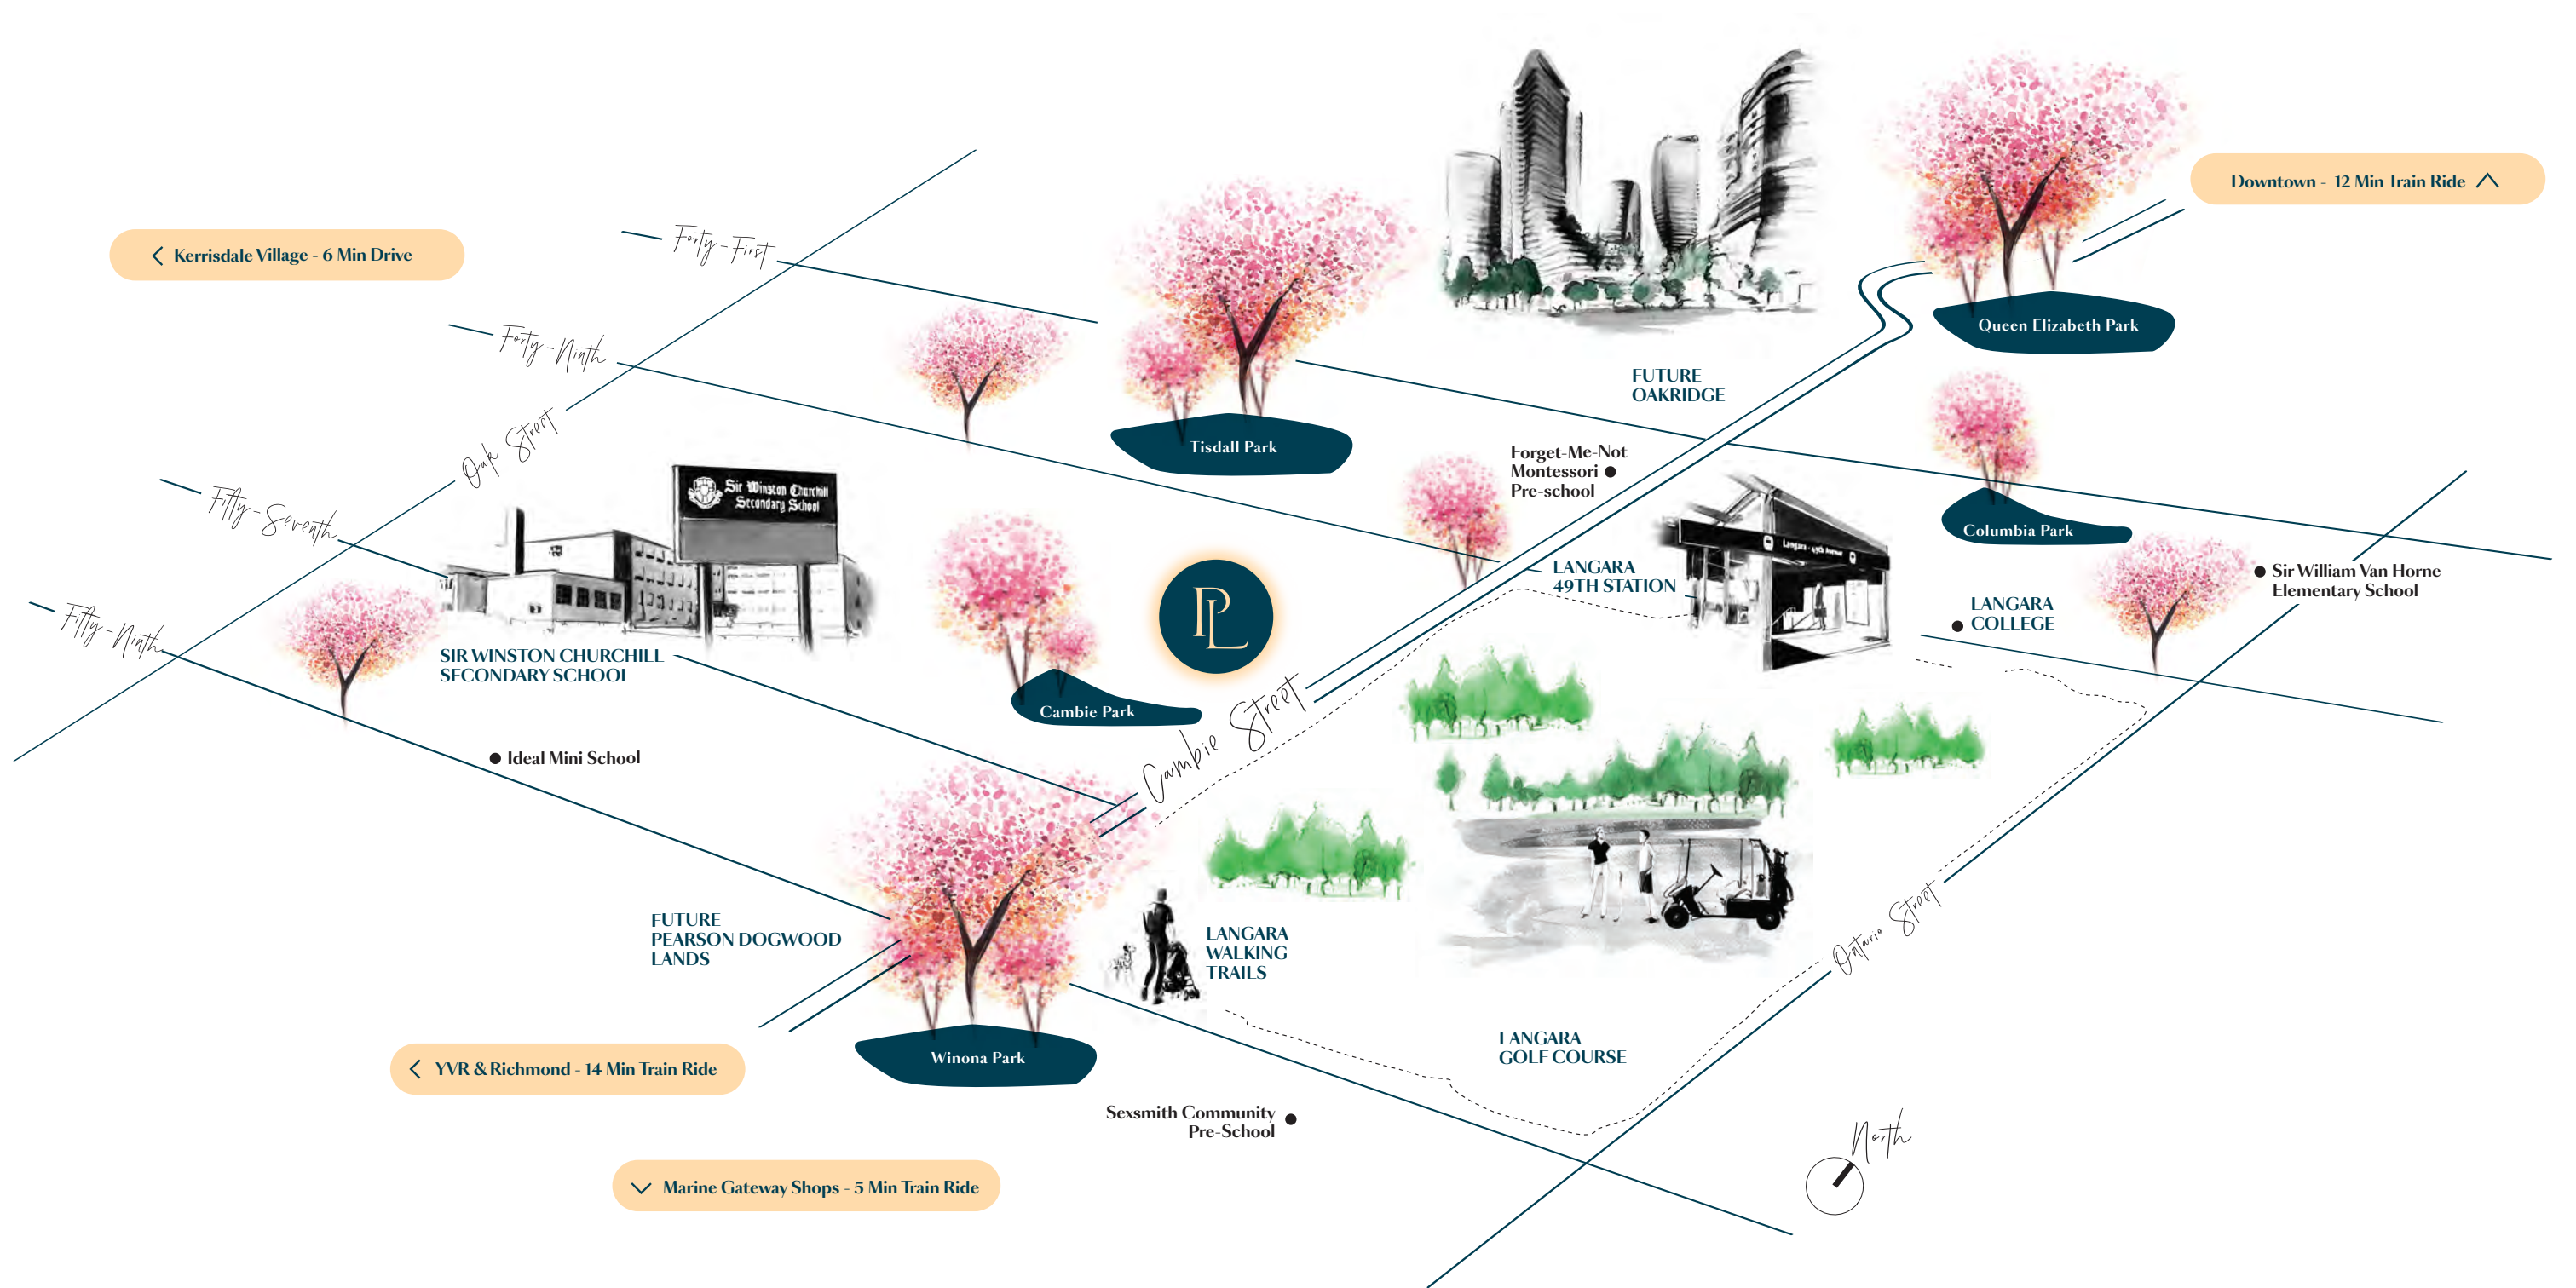 Downtown - 12 Min Train Ride
Forty-First
Kerrisdale Village - 6 Min Drive
Queen Elizabeth Park
Forty-Ninth
FUTURE
OAKRIDGE
Oak Street
Tisdall Park
Forget-Me-Not
Montessori
Pre-school
Sir Winston Churchill
Secondary School
Fifty-Seventh
Columbia Park
Langara - 49th Avenue
LANGARA
49TH STATION
Sir William Van Horne
Elementary School
LANGARA
COLLEGE
PL
Fifty-Ninth
SIR WINSTON CHURCHILL
SECONDARY SCHOOL
Cambie Park
Cambie Street
Ideal Mini School
FUTURE
PEARSON DOGWOOD
LANDS
LANGARA
WALKING
TRAILS
Ontario Street
LANGARA
GOLF COURSE
Winona Park
YVR & Richmond - 14 Min Train Ride
Sexsmith Community
Pre-School
North
Marine Gateway Shops - 5 Min Train Ride